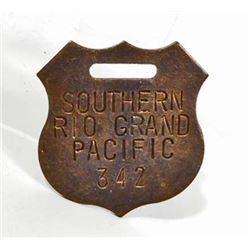 SOUTHERN
RIO GRAND
PACIFIC
342